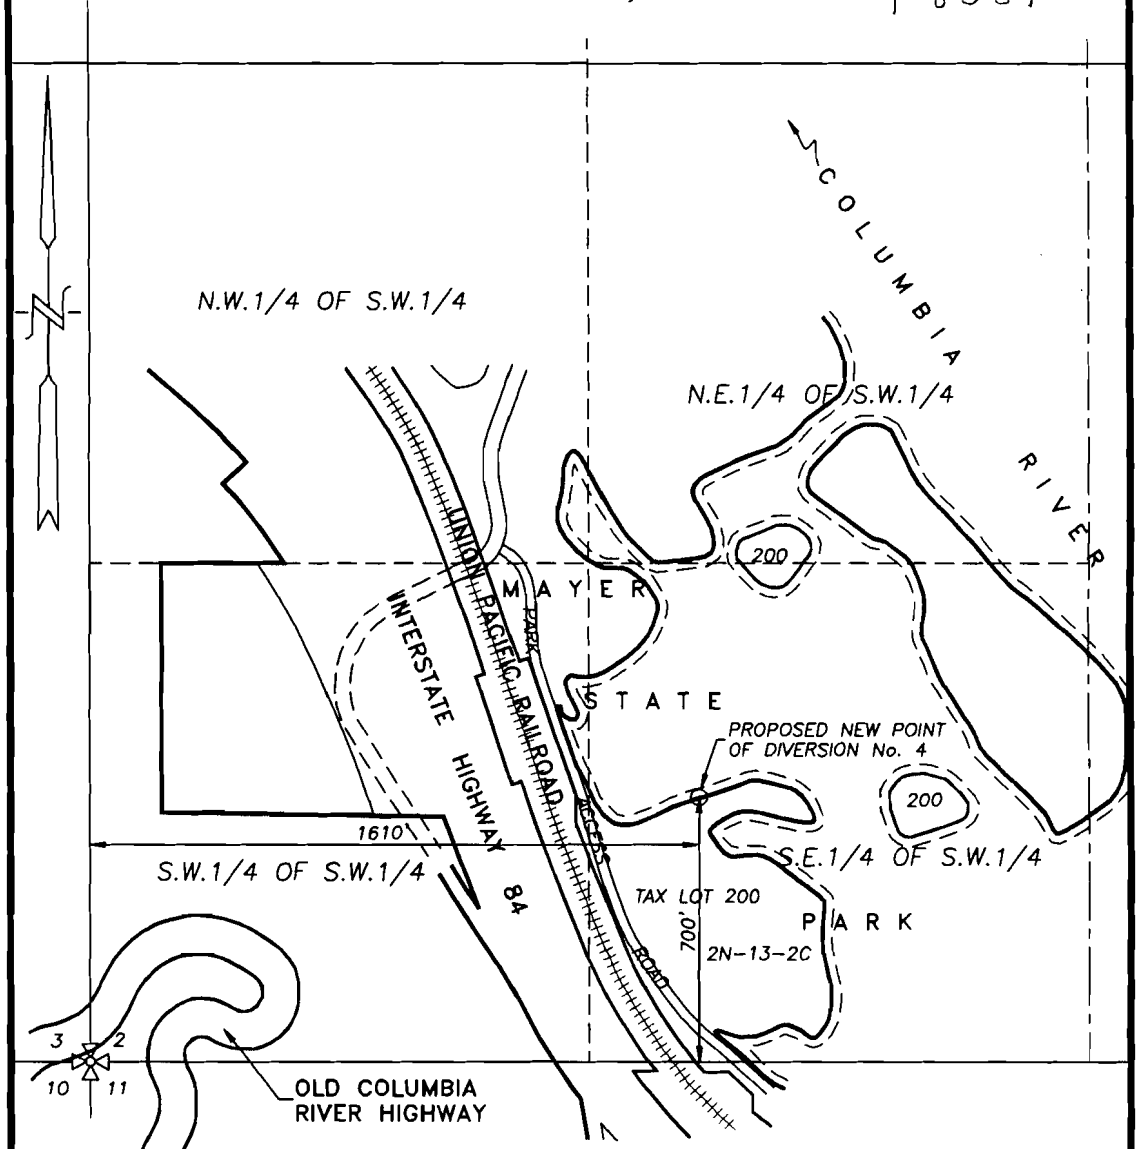 COLUMBIA
N.W.1/4 OF S.W.1/4
N.E.1/4 OF S.W.1/4
RIVER
UNION PACIFIC RAILROAD
200
MAYER
PARK
INTERSTATE HIGHWAY 84
STATE
PROPOSED NEW POINT
OF DIVERSION No. 4
200
ACCESS
1610'
S.W.1/4 OF S.W.1/4
S.E.1/4 OF S.W.1/4
TAX LOT 200
PARK
700'
2N-13-2C
ROAD
3 2
10 11
OLD COLUMBIA
RIVER HIGHWAY
N